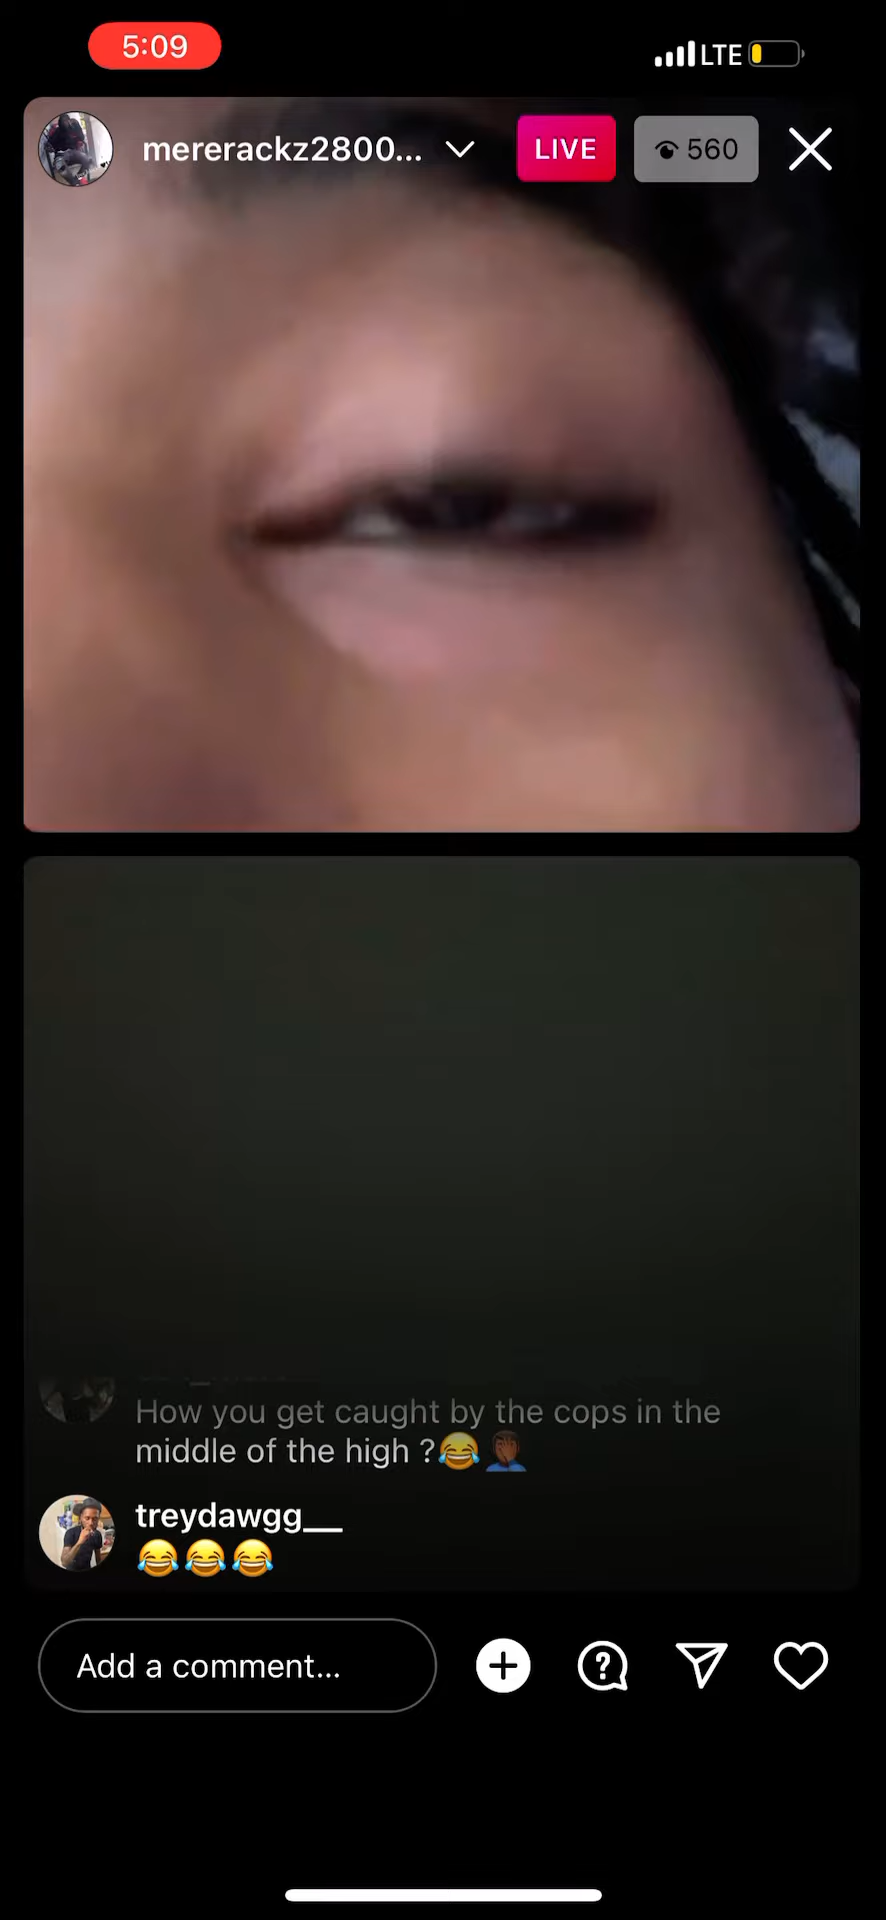 5:09
LTE
mererackz2800...
LIVE
560
How you get caught by the cops in the
middle of the high ?😂🤦🏾‍♂️
treydawgg__
😂😂😂
Add a comment...